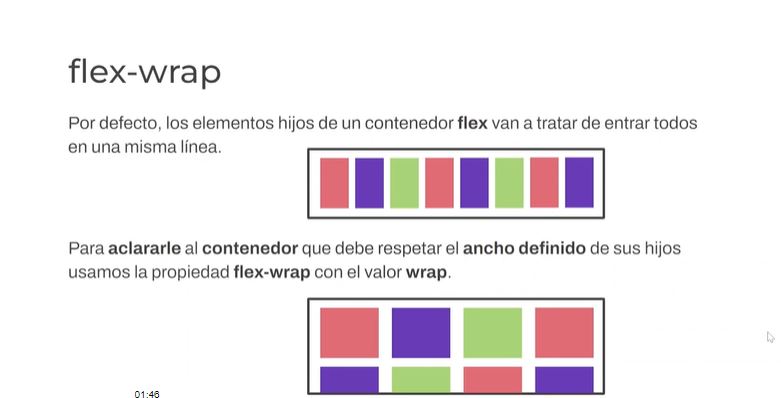 flex-wrap
Por defecto, los elementos hijos de un contenedor flex van a tratar de entrar todos
en una misma línea.
Para aclararle al contenedor que debe respetar el ancho definido de sus hijos
usamos la propiedad flex-wrap con el valor wrap.
01:46